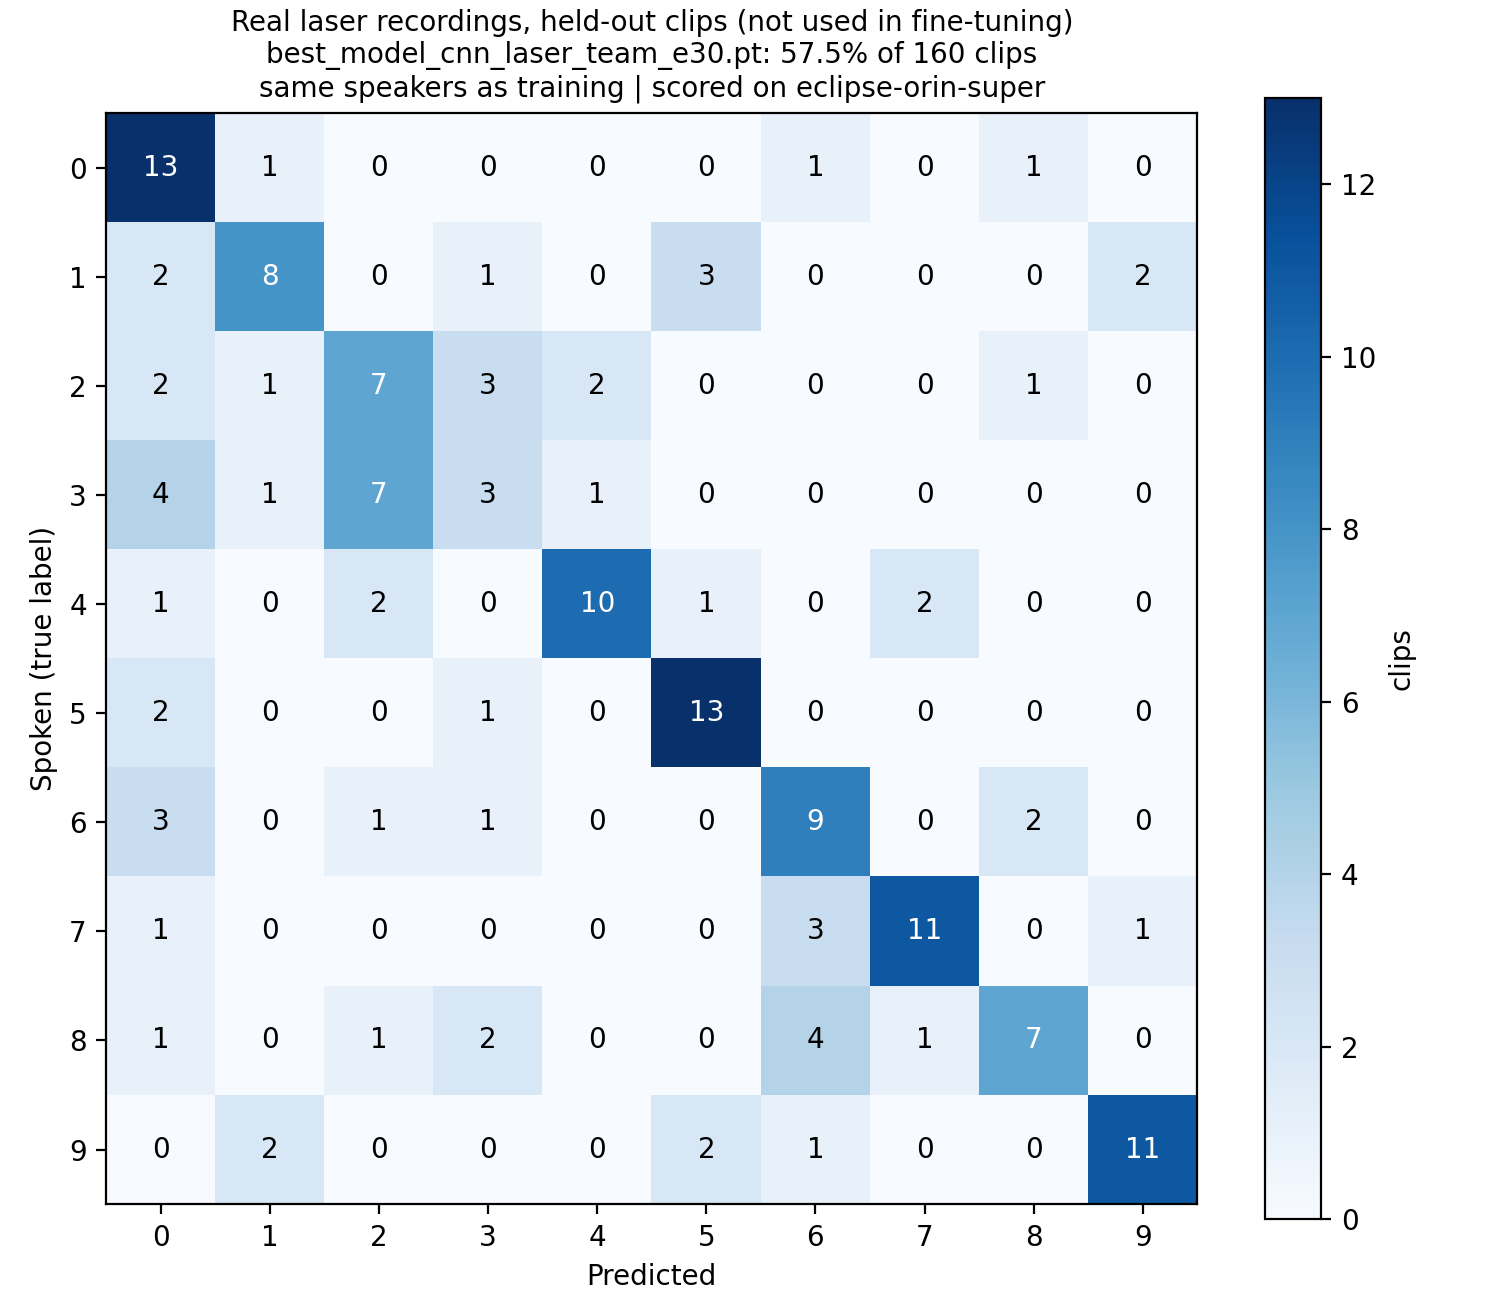 Real laser recordings, held-out clips (not used in fine-tuning)
best_model_cnn_laser_team_e30.pt: 57.5% of 160 clips
same speakers as training | scored on eclipse-orin-super
0 13 1 0 0 0 0 1 0 1 0
1 2 8 0 1 0 3 0 0 0 2
2 2 1 7 3 2 0 0 0 1 0
3 4 1 7 3 1 0 0 0 0 0
4 1 0 2 0 10 1 0 2 0 0
5 2 0 0 1 0 13 0 0 0 0
6 3 0 1 1 0 0 9 0 2 0
7 1 0 0 0 0 0 3 11 0 1
8 1 0 1 2 0 0 4 1 7 0
9 0 2 0 0 0 2 1 0 0 11
0 1 2 3 4 5 6 7 8 9
Predicted
Spoken (true label)
12
10
8
6
4
2
0
clips